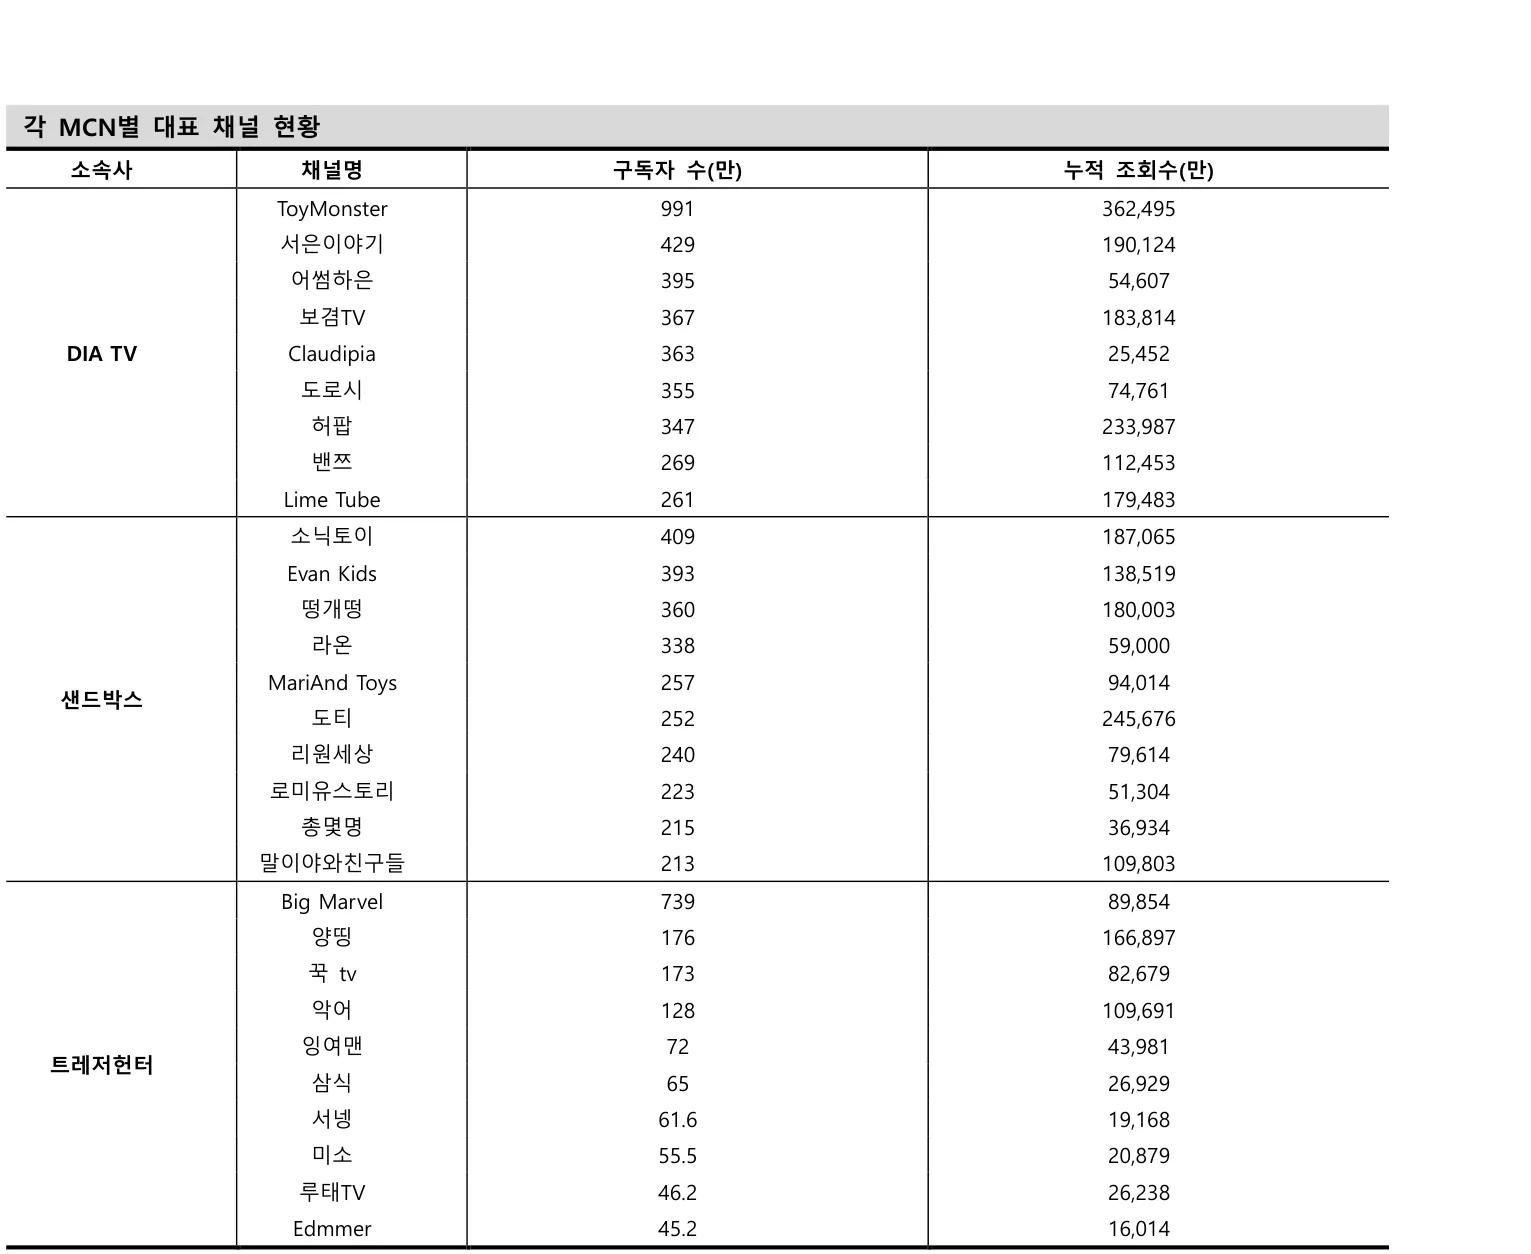 각 MCN별 대표 채널 현황
소속사 채널명 구독자 수(만) 누적 조회수(만)
ToyMonster 991 362,495
서은이야기 429 190,124
어썸하은 395 54,607
보겸TV 367 183,814
DIA TV Claudipia 363 25,452
도로시 355 74,761
허팝 347 233,987
밴쯔 269 112,453
Lime Tube 261 179,483
소닉토이 409 187,065
Evan Kids 393 138,519
떵개떵 360 180,003
라온 338 59,000
MariAnd Toys 257 94,014
샌드박스
도티 252 245,676
리원세상 240 79,614
로미유스토리 223 51,304
총몇명 215 36,934
말이야와친구들 213 109,803
Big Marvel 739 89,854
양띵 176 166,897
꾹 tv 173 82,679
악어 128 109,691
잉여맨 72 43,981
트레저헌터
삼식 65 26,929
서넹 61.6 19,168
미소 55.5 20,879
루태TV 46.2 26,238
Edmmer 45.2 16,014